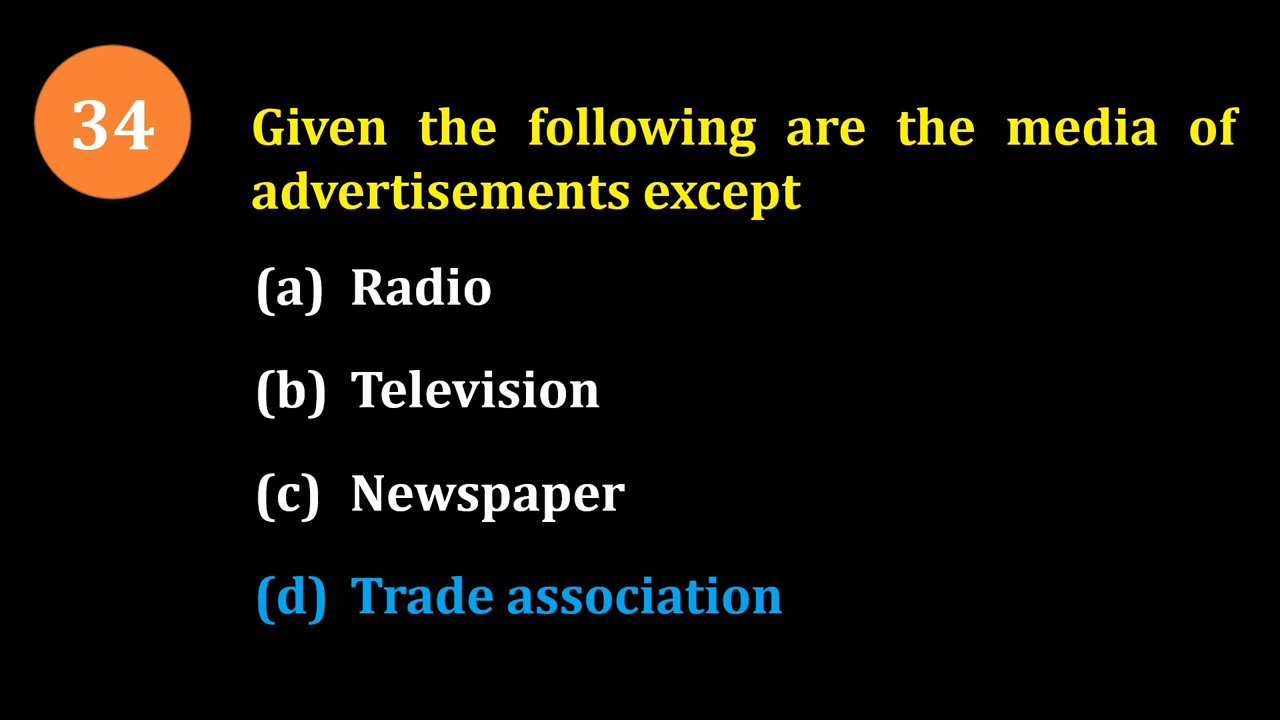 34
Given the following are the media of
advertisements except
(a) Radio
(b) Television
(c) Newspaper
(d) Trade association